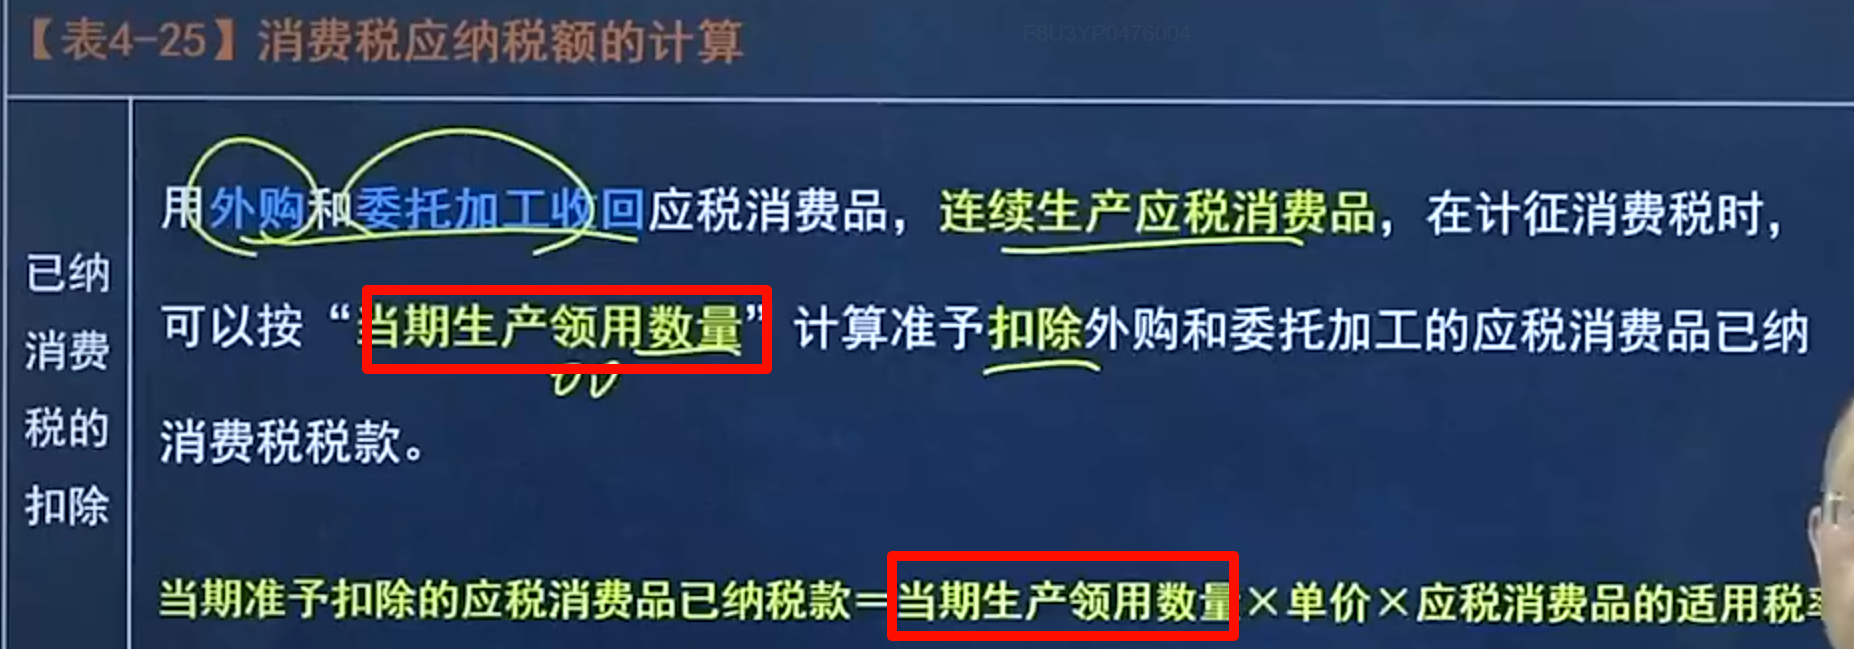 【表4-25】消费税应纳税额的计算
F8U3YP0476004
已纳
消费
税的
扣除
用外购和委托加工收回应税消费品，连续生产应税消费品，在计征消费税时，
可以按“当期生产领用数量”计算准予扣除外购和委托加工的应税消费品已纳
消费税税款。
当期准予扣除的应税消费品已纳税款＝当期生产领用数量×单价×应税消费品的适用税率